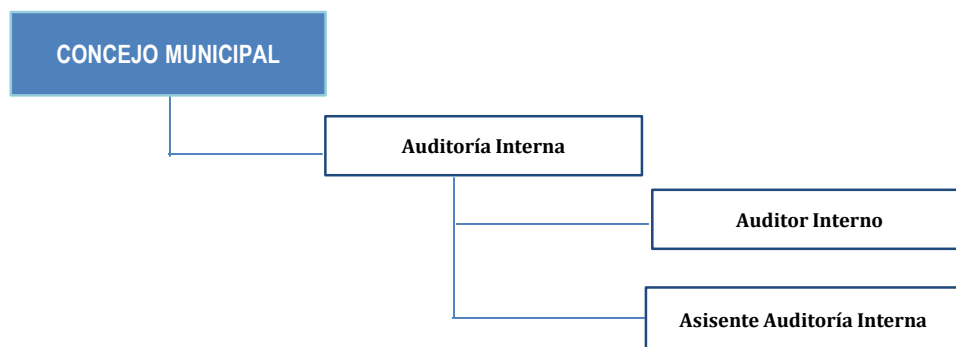 CONCEJO MUNICIPAL
Auditoría Interna
Auditor Interno
Asisente Auditoría Interna